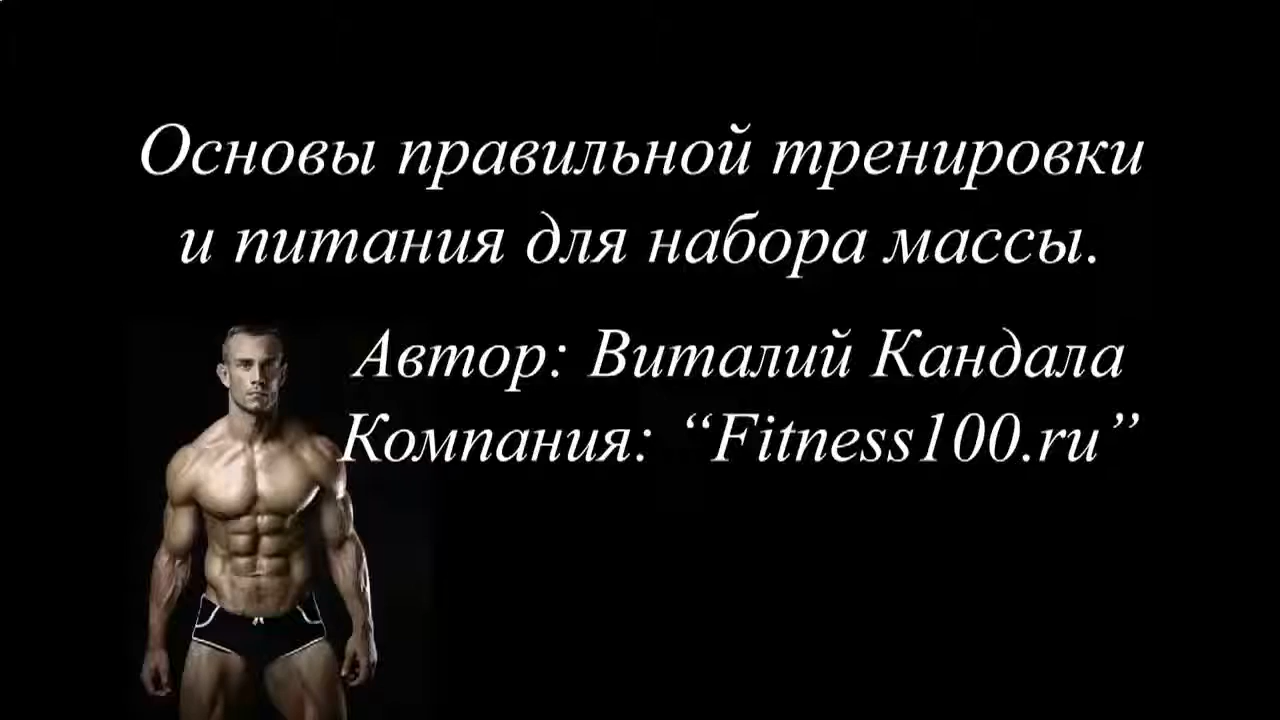 Основы правильной тренировки
и питания для набора массы.
Автор: Виталий Кандала
Компания: “Fitness100.ru”